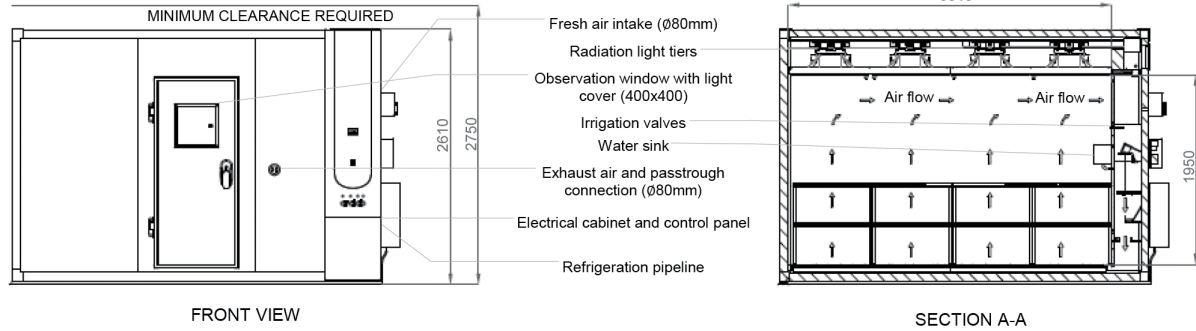 MINIMUM CLEARANCE REQUIRED
Fresh air intake (Ø80mm)
Radiation light tiers
Observation window with light
cover (400x400)
Irrigation valves
Water sink
Exhaust air and passtrough
connection (Ø80mm)
Electrical cabinet and control panel
Refrigeration pipeline
2610
2750
FRONT VIEW
Air flow
Air flow
1950
SECTION A-A